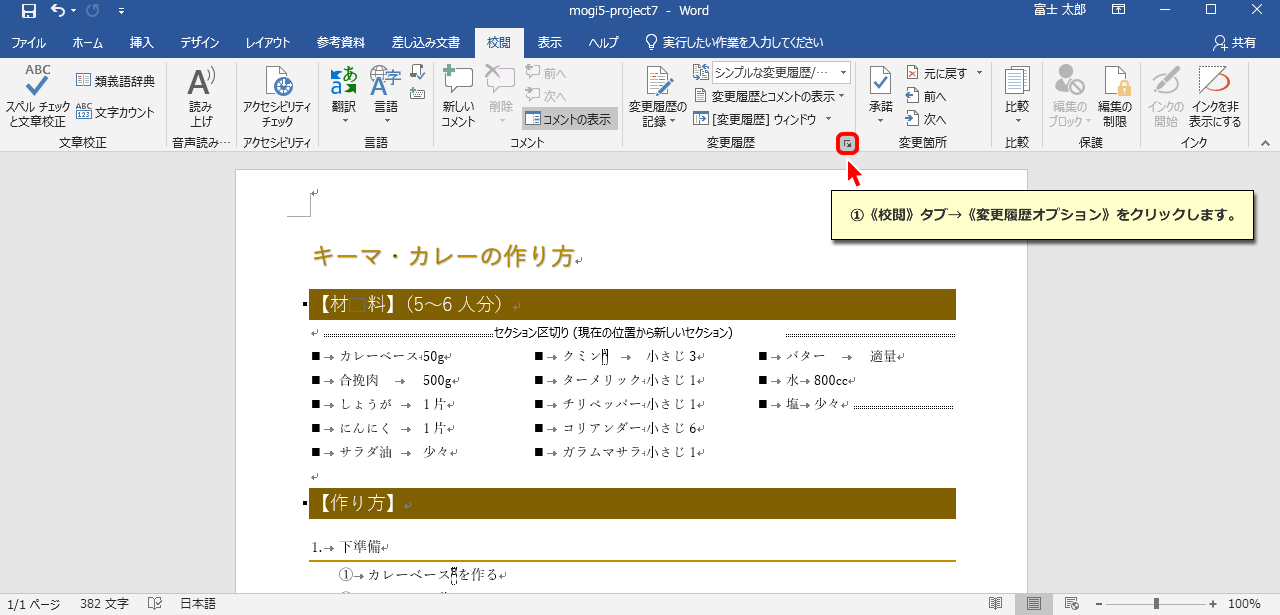 mogi5-project7 - Word
富士 太郎
ファイル ホーム 挿入 デザイン レイアウト 参考資料 差し込み文書 校閲 表示 ヘルプ 実行したい作業を入力してください 共有
ABC
スペル チェックと文章校正
類義語辞典
ABC 123 文字カウント
文章校正
読み上げ
音声読み…
アクセシビリティ チェック
アクセシビリティ
翻訳
言語
言語
新しいコメント
削除
前へ
次へ
コメントの表示
コメント
変更履歴の記録
シンプルな変更履歴/…
変更履歴とコメントの表示
[変更履歴] ウィンドウ
変更履歴
承諾
元に戻す
前へ
次へ
変更箇所
比較
比較
編集のブロック
編集の制限
保護
インクの開始
インクを非表示にする
インク
①《校閲》タブ→《変更履歴オプション》をクリックします。
キーマ・カレーの作り方
【材□料】（5～6 人分）
セクション区切り (現在の位置から新しいセクション)
■→カレーベース→50g ■→クミン → 小さじ 3 ■→バター → 適量
■→合挽肉 → 500g ■→ターメリック→小さじ 1 ■→水→800cc
■→しょうが → 1 片 ■→チリペッパー→小さじ 1 ■→塩→少々
■→にんにく → 1 片 ■→コリアンダー→小さじ 6
■→サラダ油 → 少々 ■→ガラムマサラ→小さじ 1
【作り方】
1.→下準備
①→カレーベースを作る
1/1 ページ 382 文字 日本語 100%